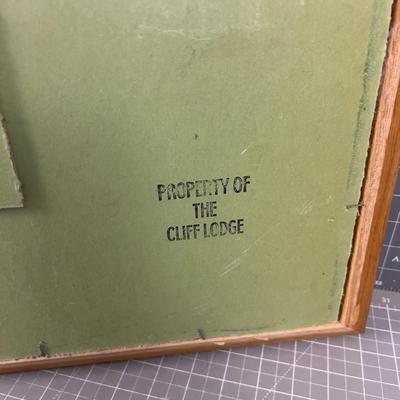 PROPERTY OF
THE
CLIFF LODGE